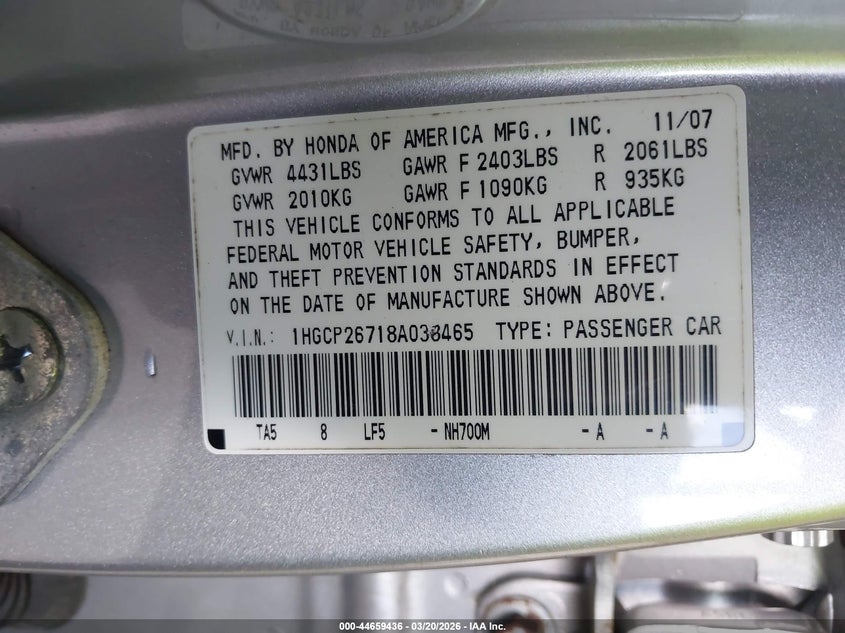 MFD. BY HONDA OF AMERICA MFG., INC. 11/07
GVWR 4431LBS GAWR F 2403LBS R 2061LBS
GVWR 2010KG GAWR F 1090KG R 935KG
THIS VEHICLE CONFORMS TO ALL APPLICABLE
FEDERAL MOTOR VEHICLE SAFETY, BUMPER,
AND THEFT PREVENTION STANDARDS IN EFFECT
ON THE DATE OF MANUFACTURE SHOWN ABOVE.
V.I.N.: 1HGCP26718A038465 TYPE: PASSENGER CAR
TA5 8 LF5 - NH700M - A - A
000-44659436 - 03/20/2026 - IAA Inc.